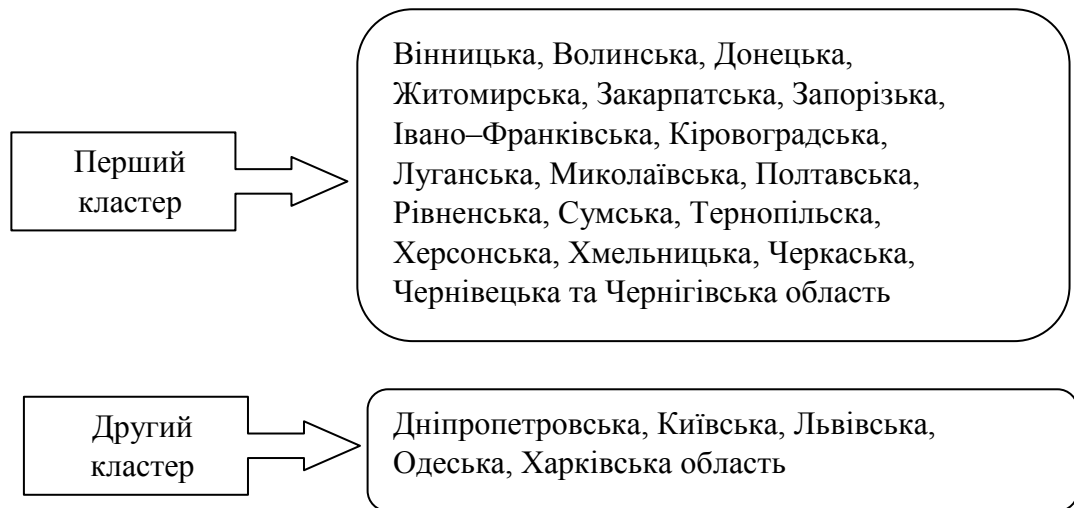 Перший
кластер
Вінницька, Волинська, Донецька,
Житомирська, Закарпатська, Запорізька,
Івано–Франківська, Кіровоградська,
Луганська, Миколаївська, Полтавська,
Рівненська, Сумська, Тернопільска,
Херсонська, Хмельницька, Черкаська,
Чернівецька та Чернігівська область
Другий
кластер
Дніпропетровська, Київська, Львівська,
Одеська, Харківська область